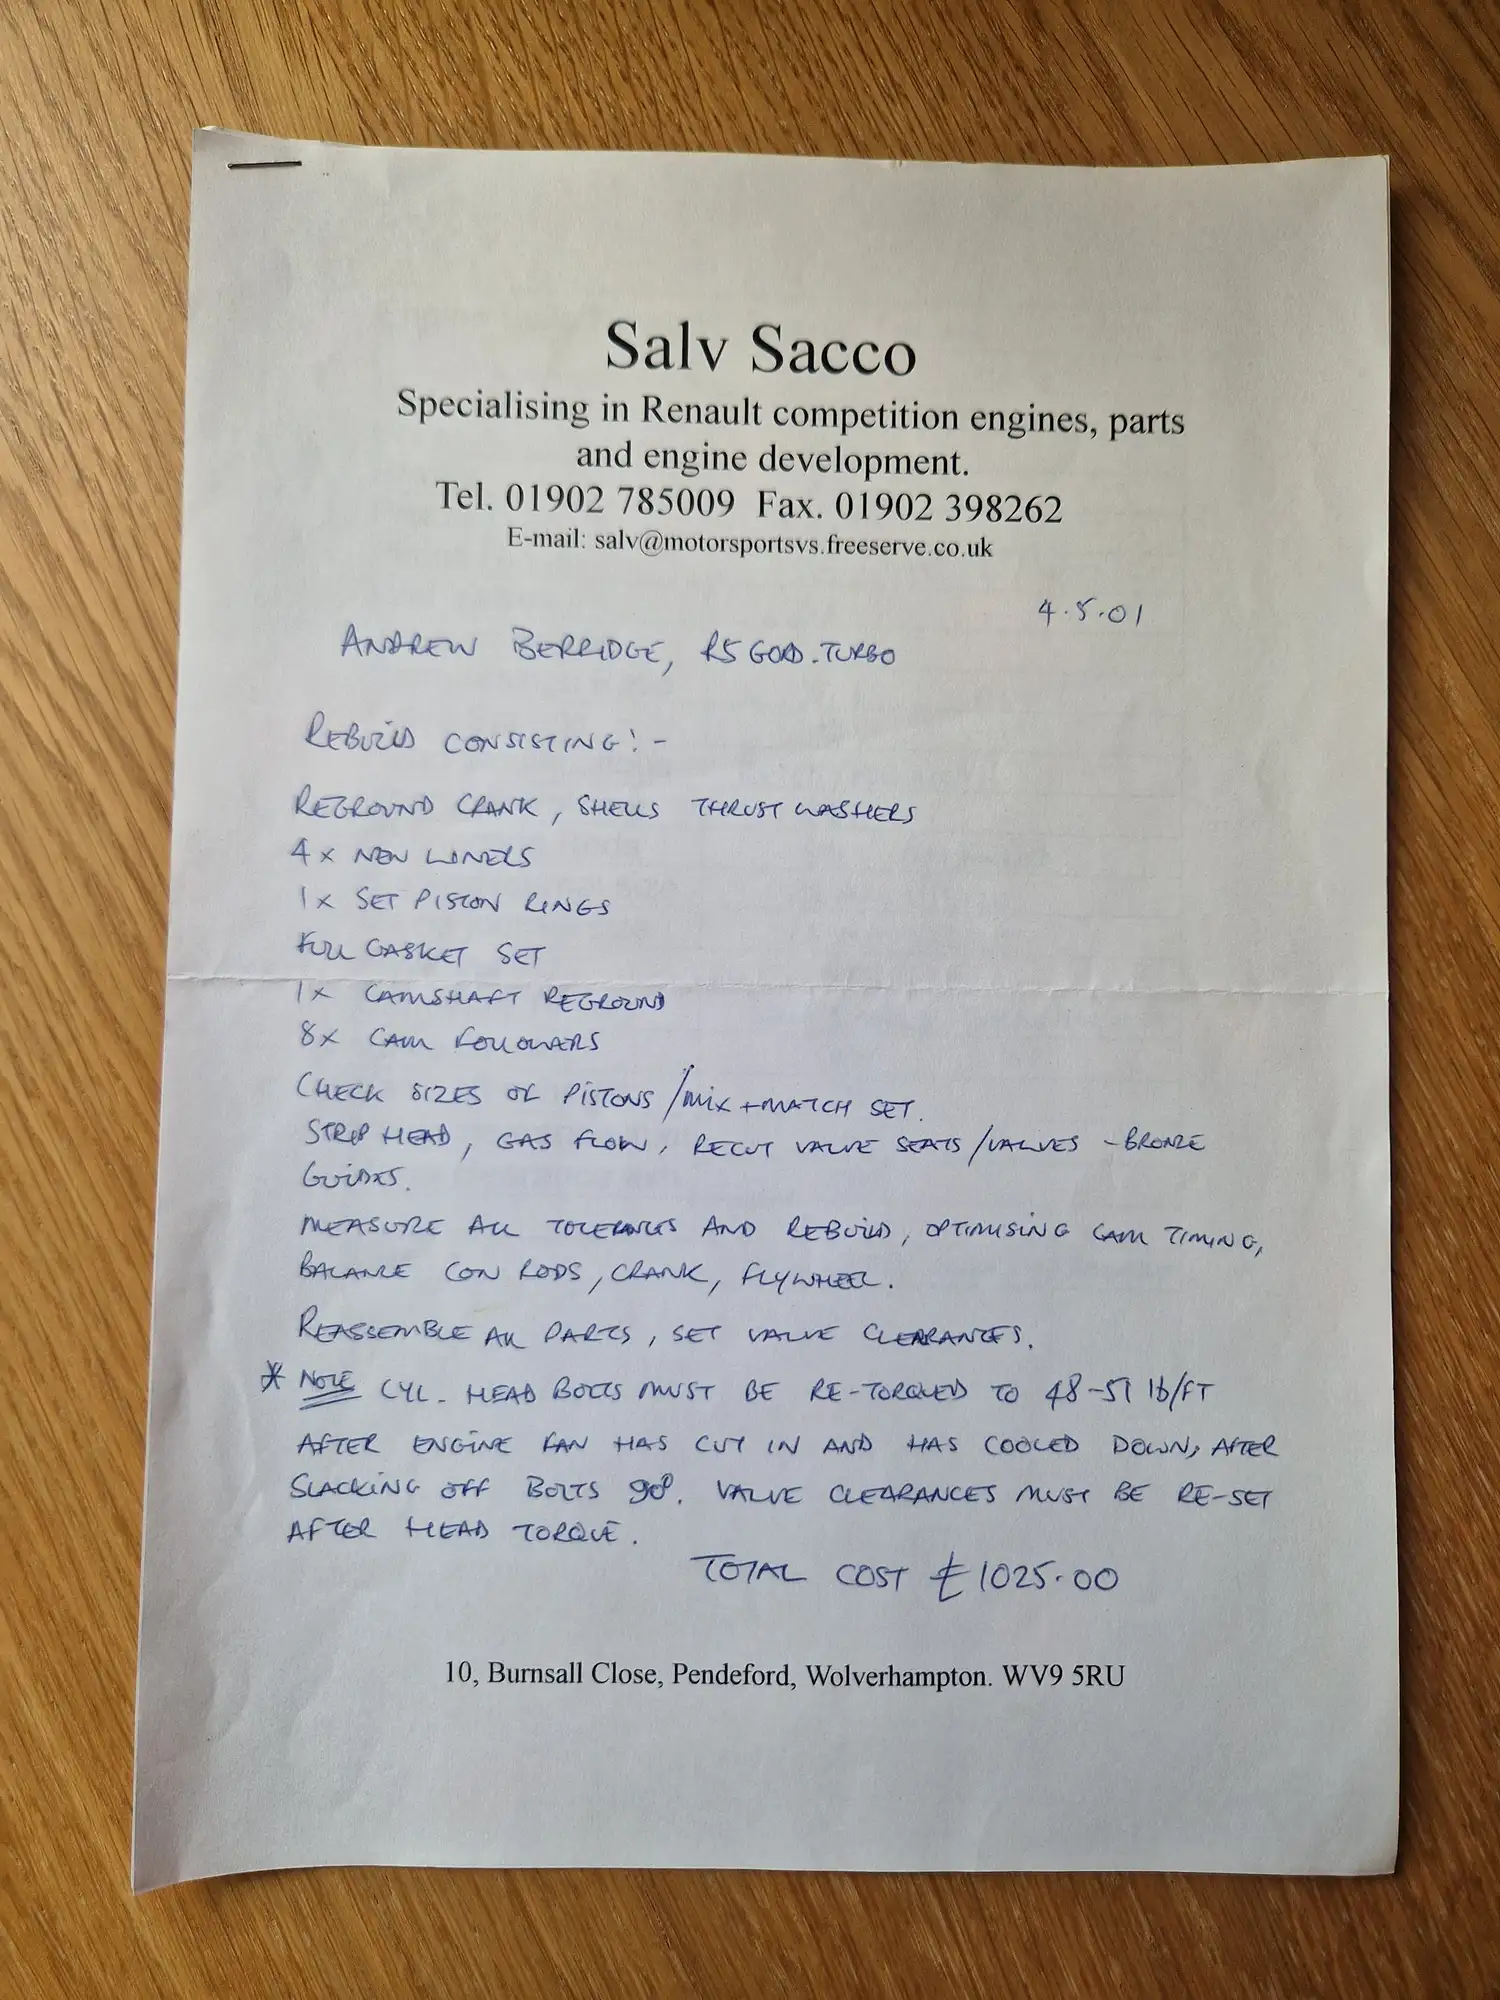 Salv Sacco
Specialising in Renault competition engines, parts
and engine development.
Tel. 01902 785009 Fax. 01902 398262
E-mail: salv@motorsportsvs.freeserve.co.uk
4.5.01
ANDREW BERRIDGE, R5 GORD.TURBO
REBUILD CONSISTING:-
REGROUND CRANK, SHELLS THRUST WASHERS
4 x NEW LINERS
1 x SET PISTON RINGS
FULL GASKET SET
1 x CAMSHAFT REGROUND
8 x CAM FOLLOWERS
CHECK SIZES OF PISTONS/MIX + MATCH SET.
STRIP HEAD, GAS FLOW, RECUT VALVE SEATS/VALVES - BRONZE
GUIDES.
MEASURE ALL TOLERANCES AND REBUILD, OPTIMISING CAM TIMING,
BALANCE CON RODS, CRANK, FLYWHEEL.
REASSEMBLE ALL PARTS, SET VALVE CLEARANCES.
* NOTE CYL. HEAD BOLTS MUST BE RE-TORQUED TO 48-51 lb/FT
AFTER ENGINE FAN HAS CUT IN AND HAS COOLED DOWN, AFTER
SLACKING OFF BOLTS 90°. VALVE CLEARANCES MUST BE RE-SET
AFTER HEAD TORQUE.
TOTAL COST £1025.00
10, Burnsall Close, Pendeford, Wolverhampton. WV9 5RU